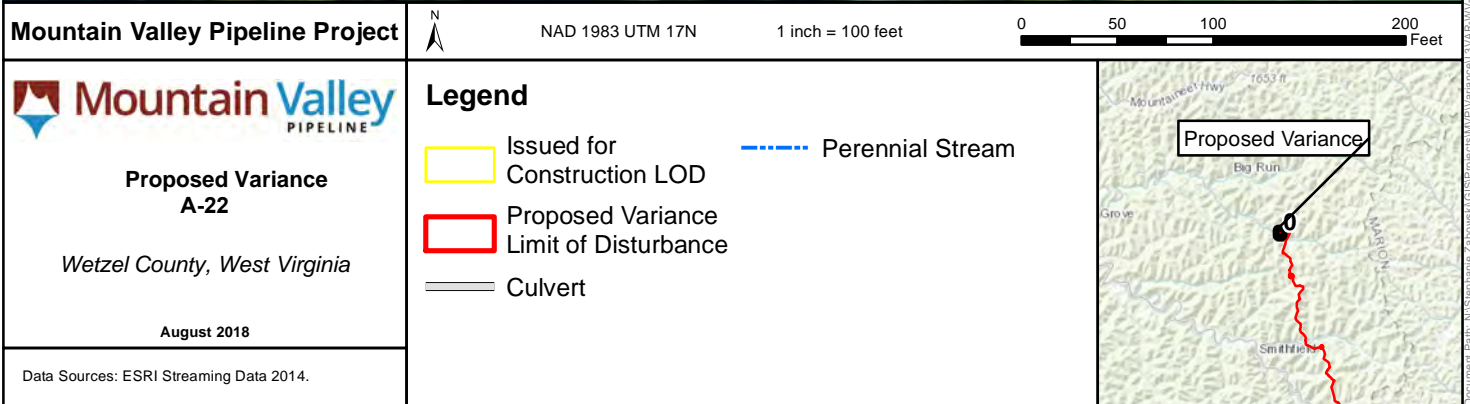 Mountain Valley Pipeline Project
N
NAD 1983 UTM 17N
1 inch = 100 feet
0 50 100 200
Feet
Mountain Valley
PIPELINE
Proposed Variance
A-22
Wetzel County, West Virginia
August 2018
Data Sources: ESRI Streaming Data 2014.
Legend
Issued for
Construction LOD
Proposed Variance
Limit of Disturbance
Culvert
Perennial Stream
Mountaineer Hwy
1653 ft
Proposed Variance
Big Run
Grove
0
MARION
Smithfield